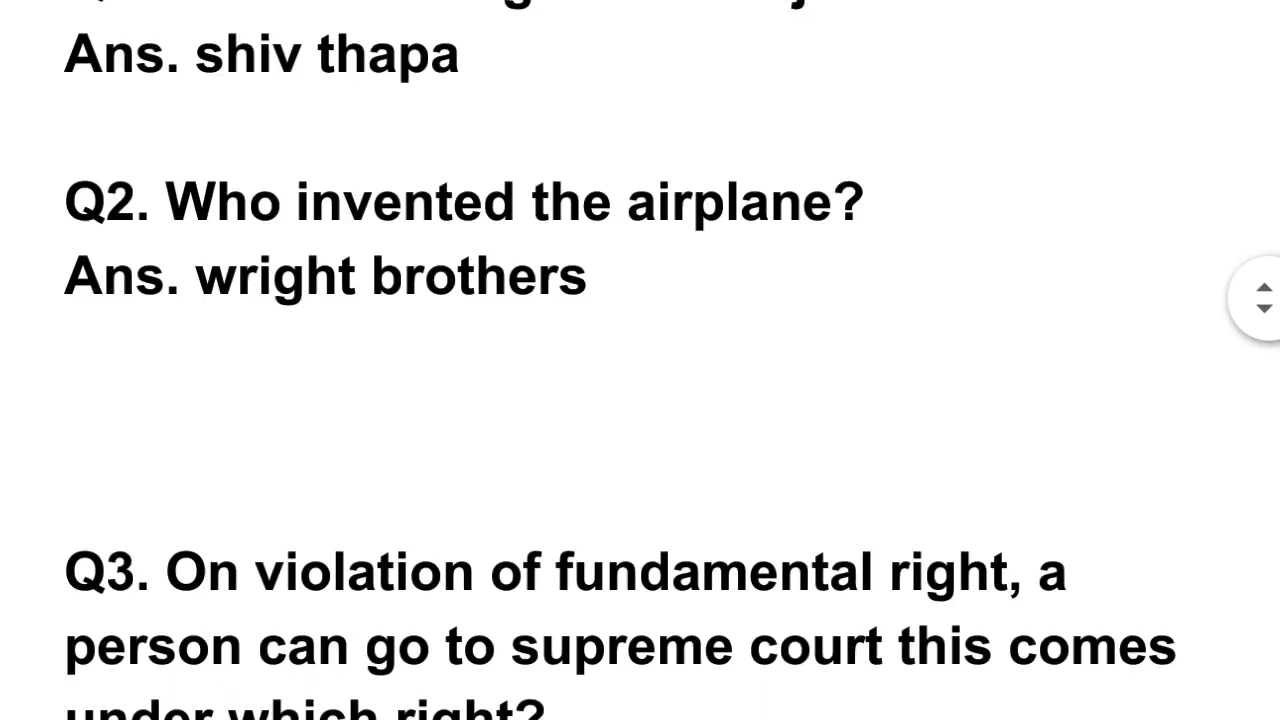 Ans. shiv thapa
Q2. Who invented the airplane?
Ans. wright brothers
Q3. On violation of fundamental right, a
person can go to supreme court this comes
under which right?